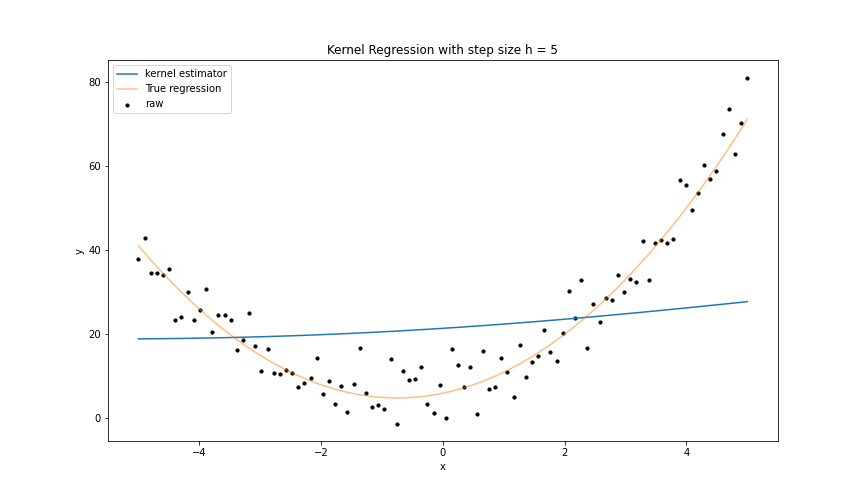 Kernel Regression with step size h = 5
kernel estimator
True regression
raw
80
60
40
20
0
y
−4
−2
0
2
4
x